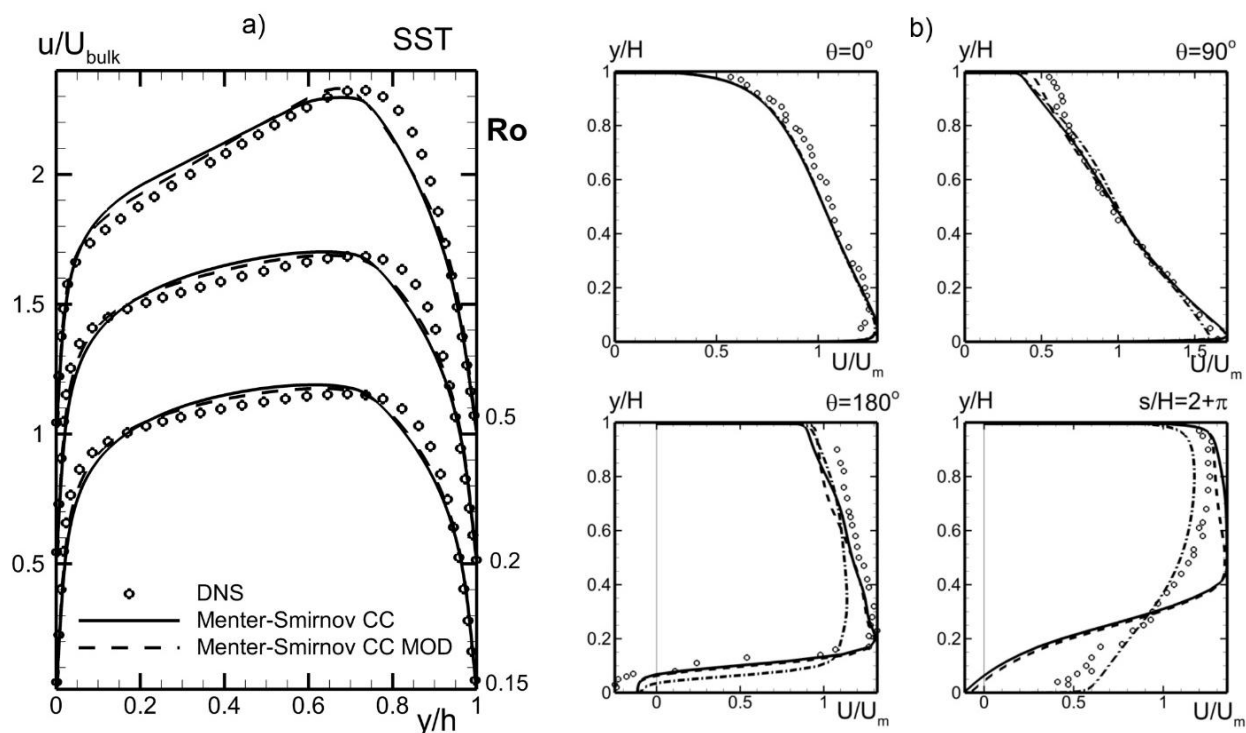 a)
u/U_bulk
SST
Ro
2
1.5
1
0.5
0.5
0.2
0.15
DNS
Menter-Smirnov CC
Menter-Smirnov CC MOD
0 0.2 0.4 0.6 0.8 1
y/h
b)
y/H θ=0°
1
0.8
0.6
0.4
0.2
0
0 0.5 1
U/U_m
y/H θ=90°
1
0.8
0.6
0.4
0.2
0
0 0.5 1 1.5
U/U_m
y/H θ=180°
1
0.8
0.6
0.4
0.2
0
0 0.5 1
U/U_m
y/H s/H=2+π
1
0.8
0.6
0.4
0.2
0
0 0.5 1
U/U_m